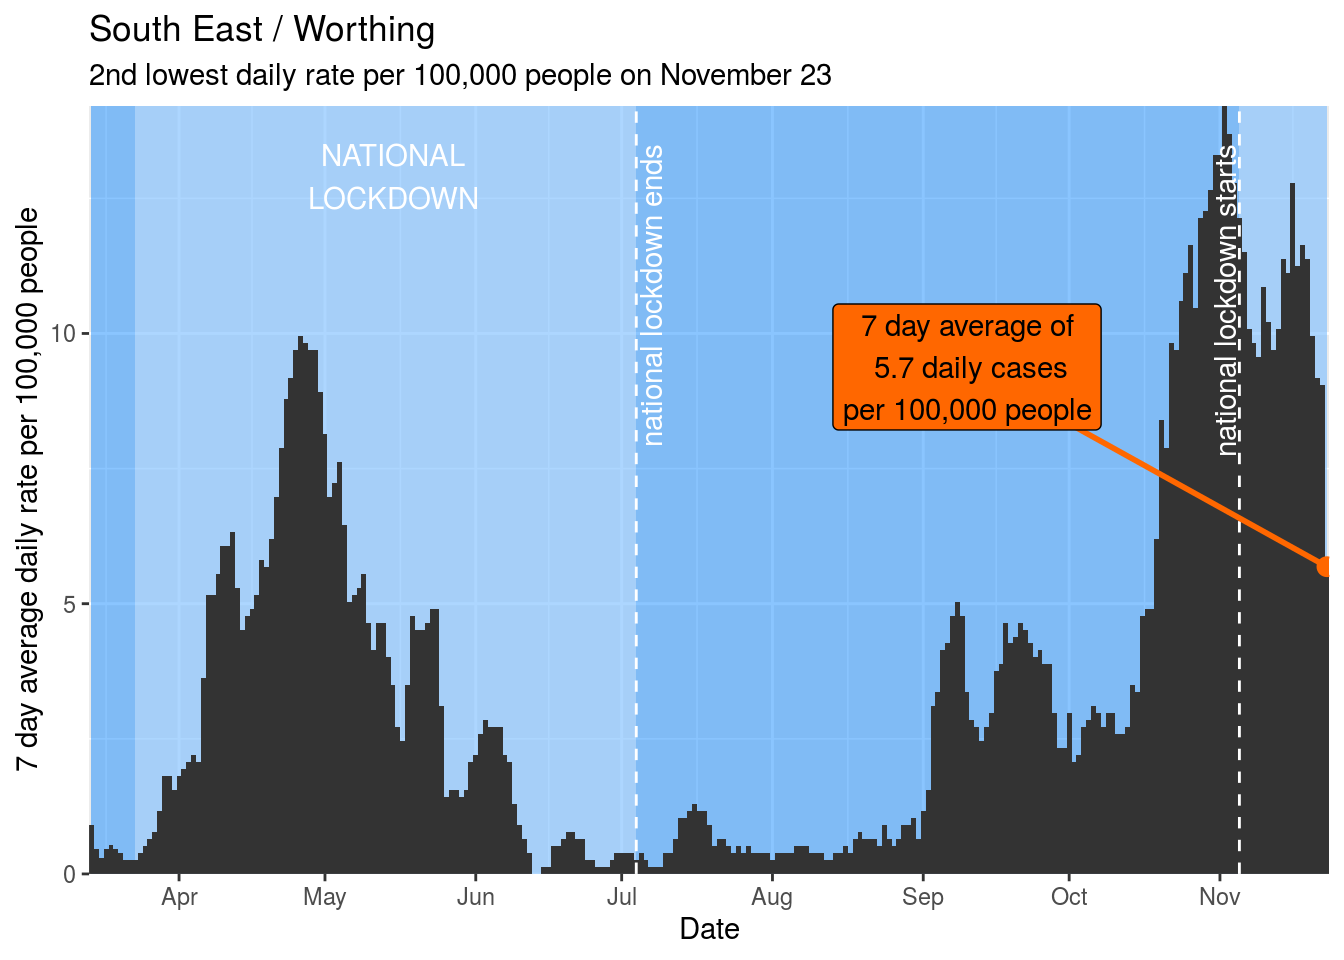 South East / Worthing
2nd lowest daily rate per 100,000 people on November 23
NATIONAL
LOCKDOWN
national lockdown ends
7 day average of
5.7 daily cases
per 100,000 people
national lockdown starts
7 day average daily rate per 100,000 people
10
5
0
Apr May Jun Jul Aug Sep Oct Nov
Date